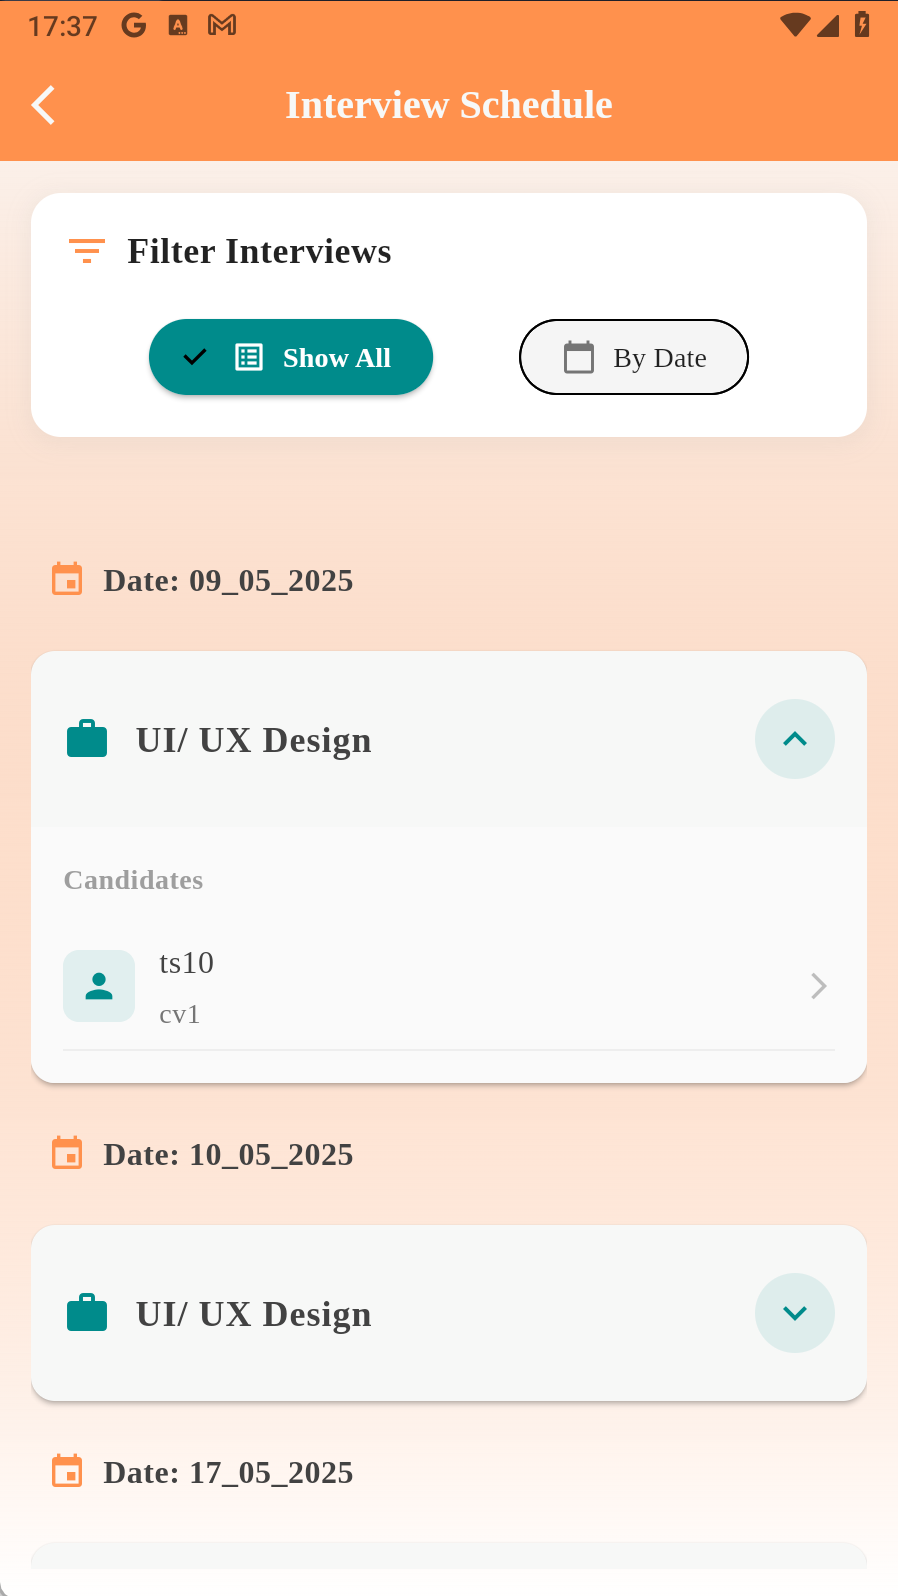 17:37
Interview Schedule
Filter Interviews
Show All
By Date
Date: 09_05_2025
UI/ UX Design
Candidates
ts10
cv1
Date: 10_05_2025
UI/ UX Design
Date: 17_05_2025